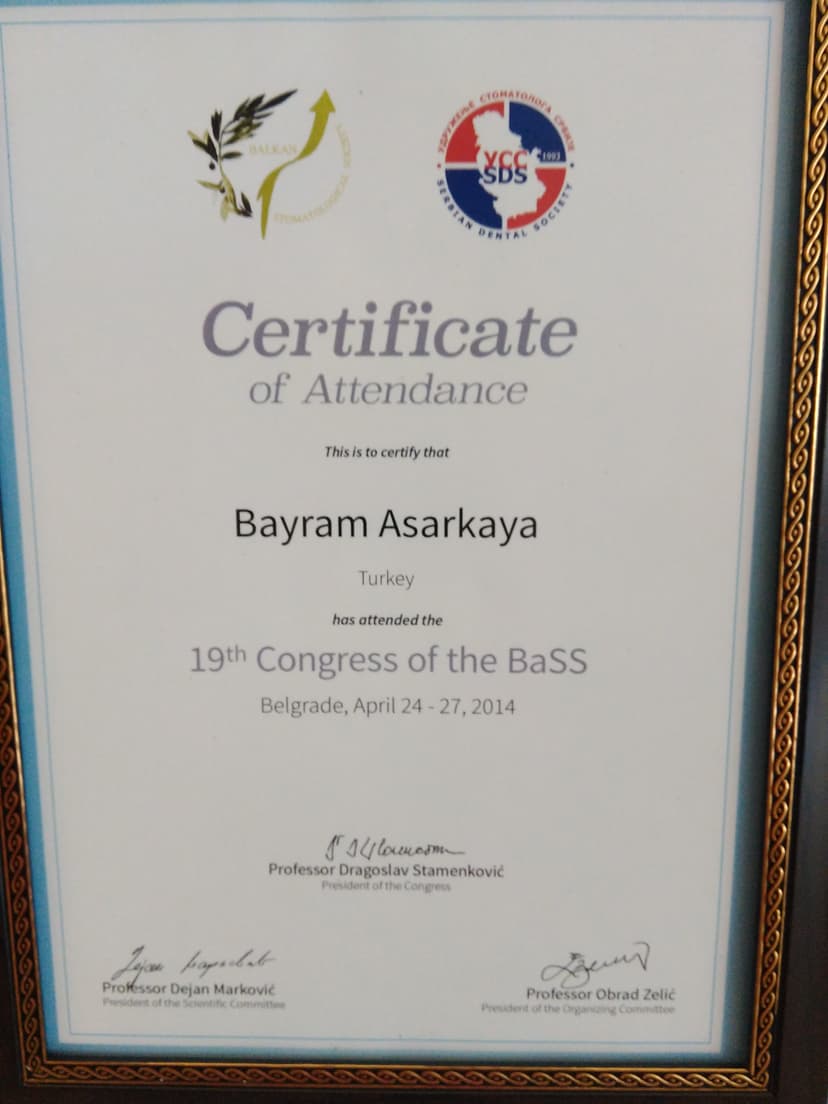 BALKAN
STOMATOLOGICAL SOCIETY
УДРУЖЕЊЕ СТОМАТОЛОГА СРБИЈЕ
УСС
1993
SDS
SERBIAN DENTAL SOCIETY
Certificate
of Attendance
This is to certify that
Bayram Asarkaya
Turkey
has attended the
19th Congress of the BaSS
Belgrade, April 24 - 27, 2014
Professor Dragoslav Stamenković
President of the Congress
Professor Dejan Marković
President of the Scientific Committee
Professor Obrad Zelić
President of the Organizing Committee